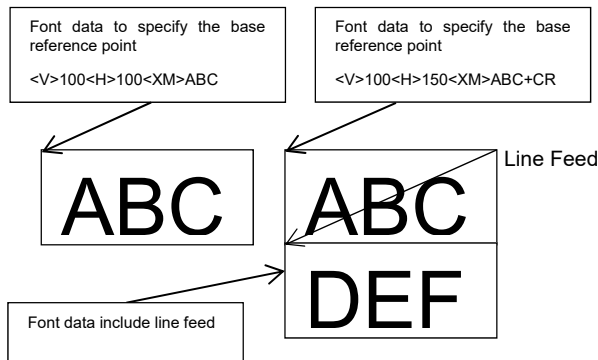 Font data to specify the base
reference point
<V>100<H>100<XM>ABC
Font data to specify the base
reference point
<V>100<H>150<XM>ABC+CR
ABC
ABC
Line Feed
DEF
Font data include line feed